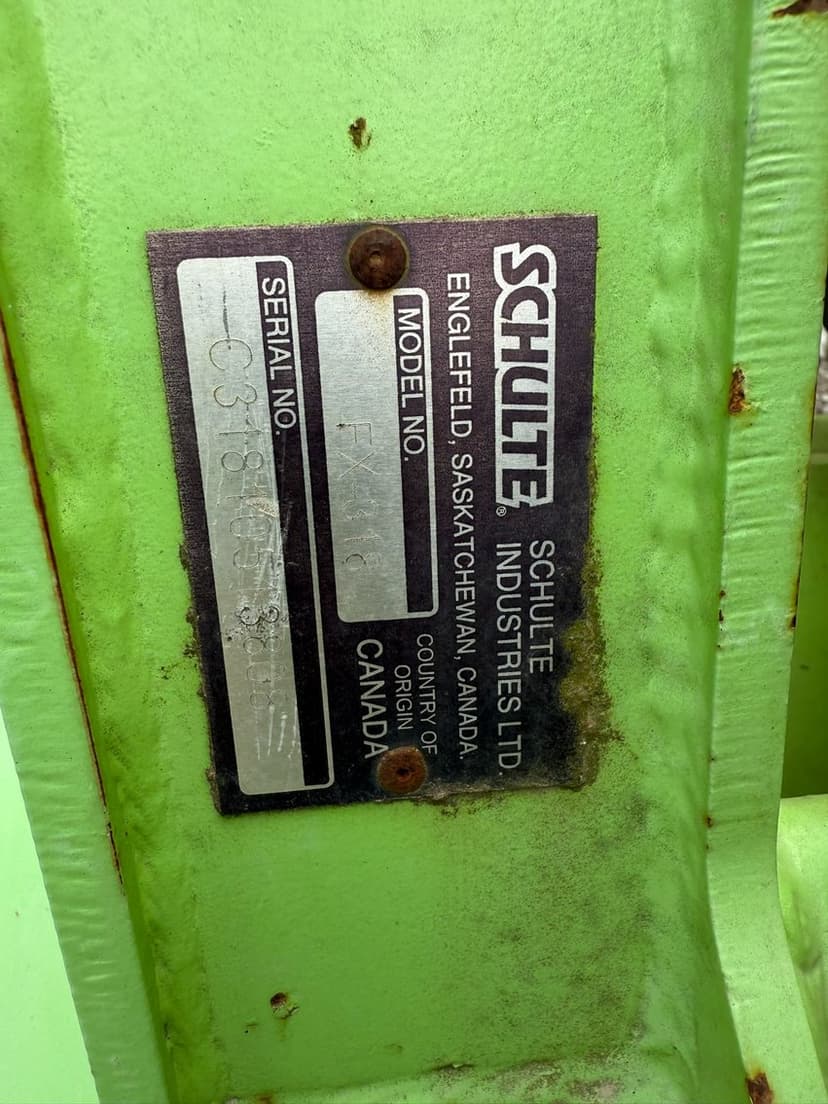 SCHULTE®
SCHULTE
INDUSTRIES LTD.
ENGLEFELD, SASKATCHEWAN, CANADA.
MODEL NO.
COUNTRY OF
ORIGIN
CANADA
SERIAL NO.